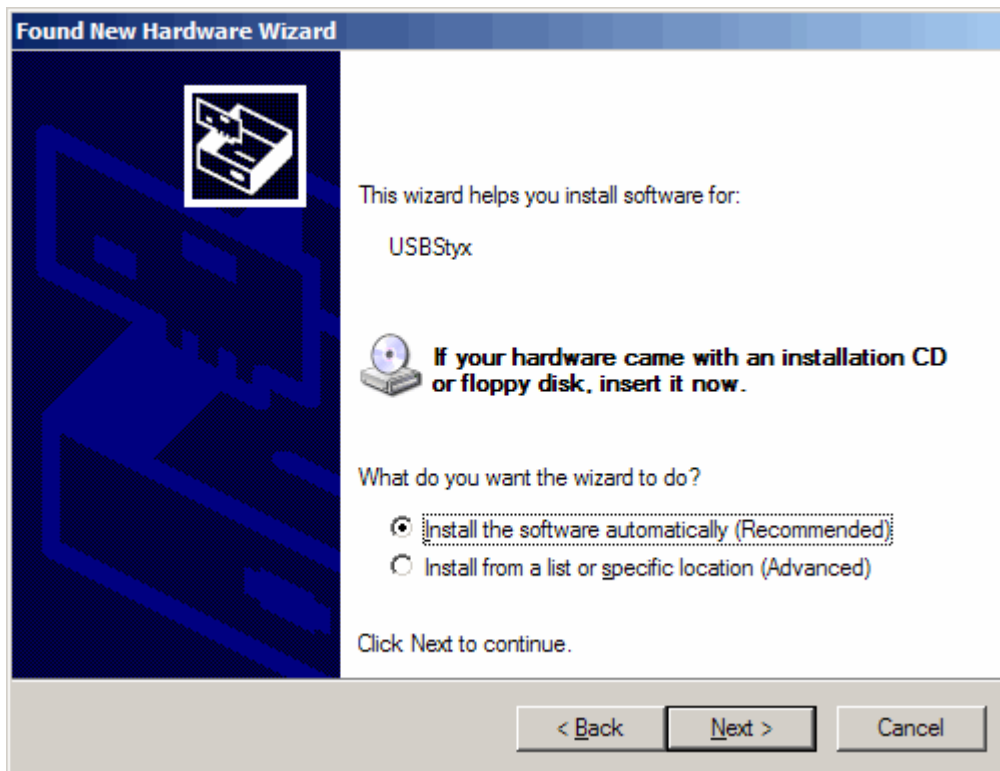 Found New Hardware Wizard
This wizard helps you install software for:
USBStyx
If your hardware came with an installation CD
or floppy disk, insert it now.
What do you want the wizard to do?
Install the software automatically (Recommended)
Install from a list or specific location (Advanced)
Click Next to continue.
< Back Next > Cancel